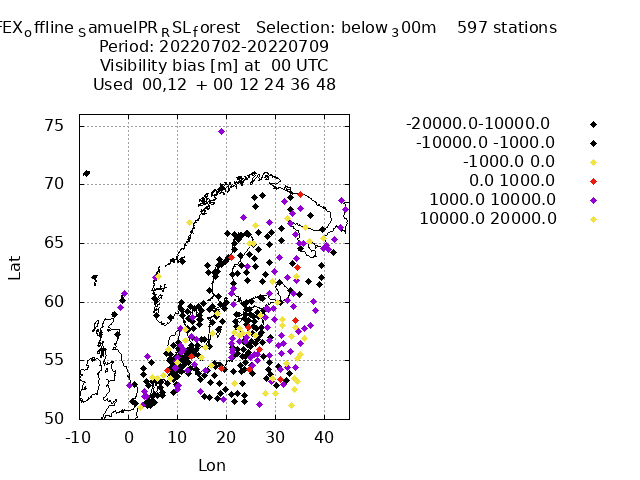 FEXoffline SamuelPRRSLforest Selection: below300m 597 stations
Period: 20220702-20220709
Visibility bias [m] at 00 UTC
Used 00,12 + 00 12 24 36 48
-20000.0-10000.0
-10000.0 -1000.0
-1000.0 0.0
0.0 1000.0
1000.0 10000.0
10000.0 20000.0
75
70
65
60
55
50
Lat
-10 0 10 20 30 40
Lon